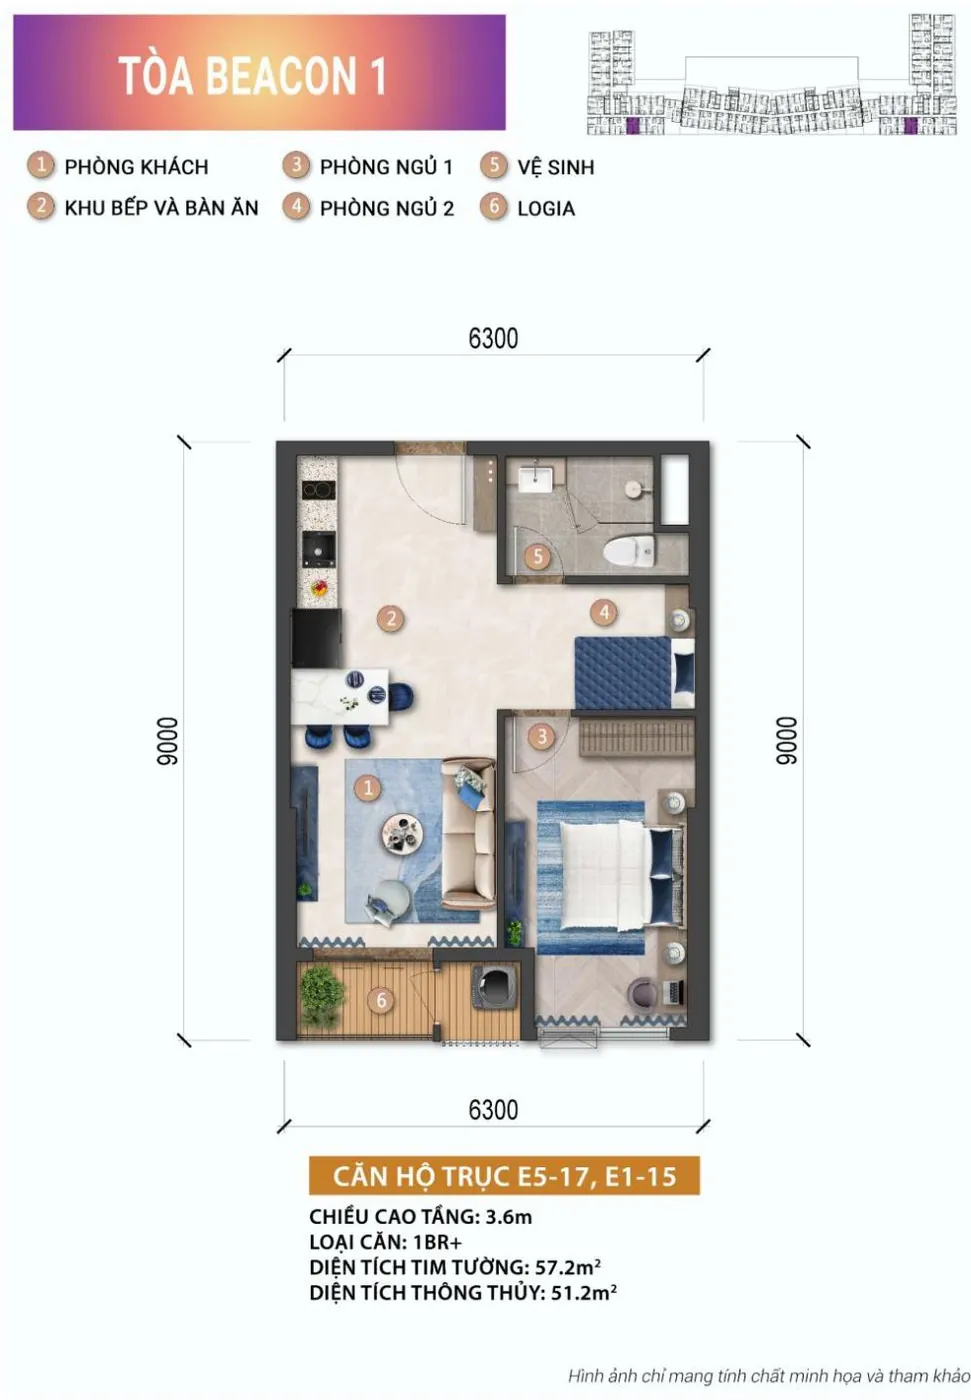 TÒA BEACON 1
1 PHÒNG KHÁCH
3 PHÒNG NGỦ 1
5 VỆ SINH
2 KHU BẾP VÀ BÀN ĂN
4 PHÒNG NGỦ 2
6 LOGIA
6300
5
2
4
9000
9000
3
1
6
6300
CĂN HỘ TRỤC E5-17, E1-15
CHIỀU CAO TẦNG: 3.6m
LOẠI CĂN: 1BR+
DIỆN TÍCH TIM TƯỜNG: 57.2m²
DIỆN TÍCH THÔNG THỦY: 51.2m²
Hình ảnh chỉ mang tính chất minh họa và tham khảo